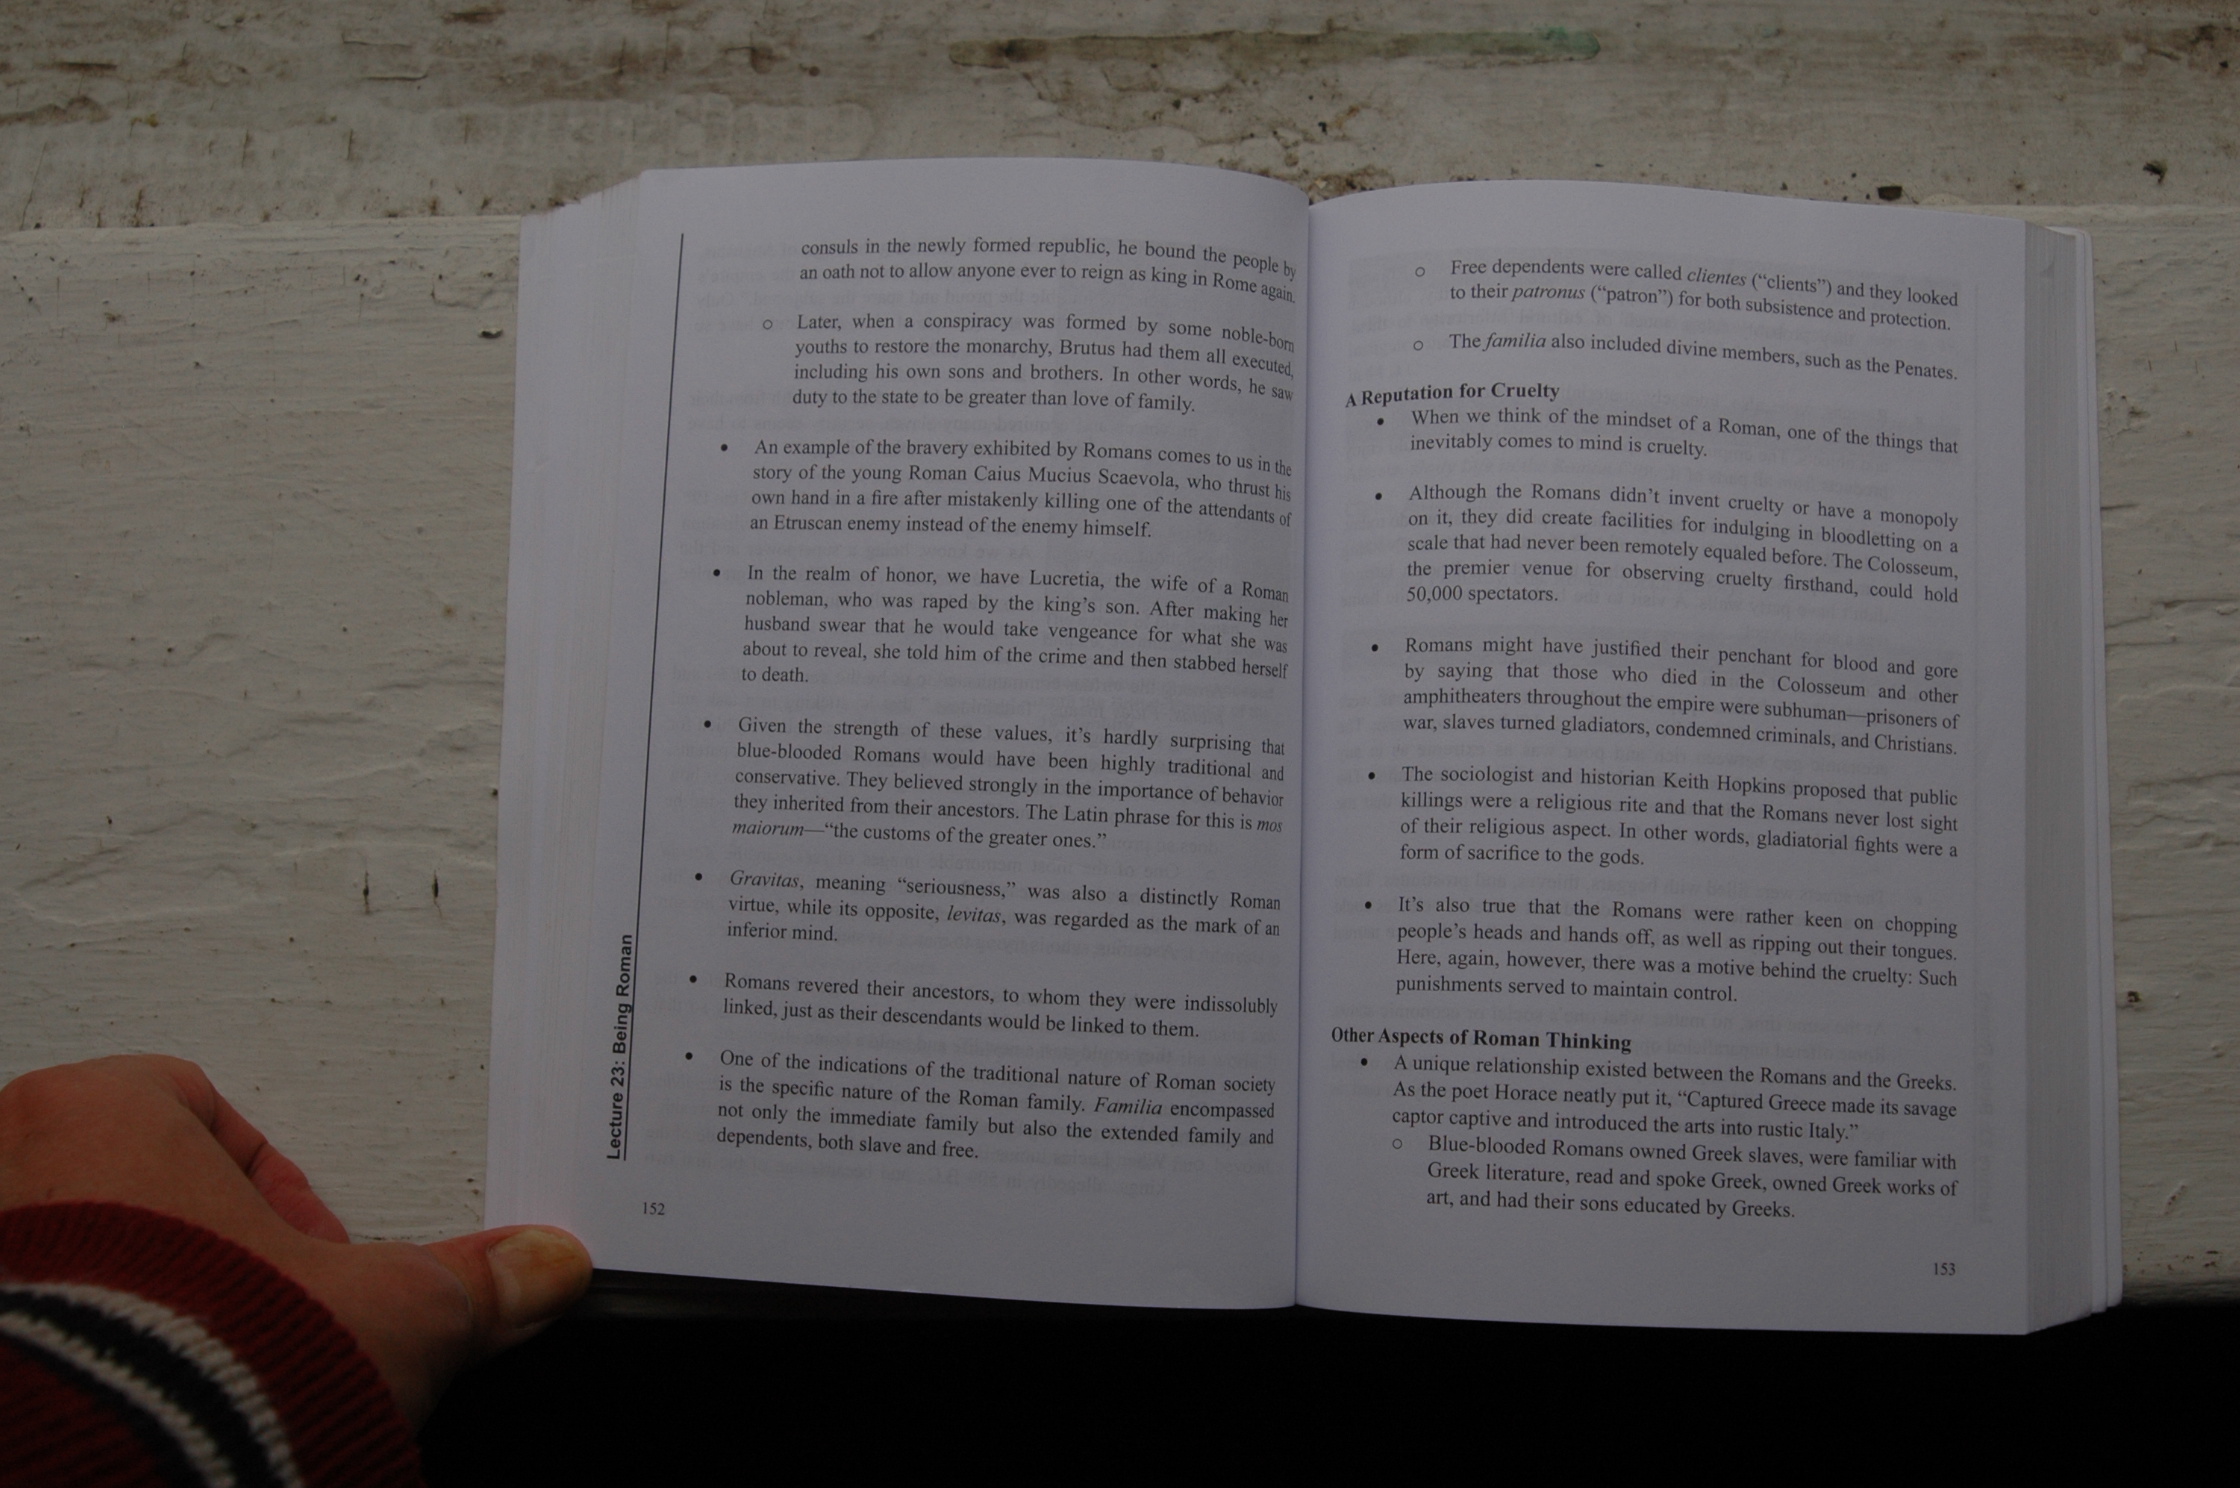 consuls in the newly formed republic, he bound the people by
an oath not to allow anyone ever to reign as king in Rome again.
o Later, when a conspiracy was formed by some noble-born
youths to restore the monarchy, Brutus had them all executed,
including his own sons and brothers. In other words, he saw
duty to the state to be greater than love of family.
• An example of the bravery exhibited by Romans comes to us in the
story of the young Roman Caius Mucius Scaevola, who thrust his
own hand in a fire after mistakenly killing one of the attendants of
an Etruscan enemy instead of the enemy himself.
• In the realm of honor, we have Lucretia, the wife of a Roman
nobleman, who was raped by the king's son. After making her
husband swear that he would take vengeance for what she was
about to reveal, she told him of the crime and then stabbed herself
to death.
• Given the strength of these values, it's hardly surprising that
blue-blooded Romans would have been highly traditional and
conservative. They believed strongly in the importance of behavior
they inherited from their ancestors. The Latin phrase for this is mos
maiorum—"the customs of the greater ones."
• Gravitas, meaning "seriousness," was also a distinctly Roman
virtue, while its opposite, levitas, was regarded as the mark of an
inferior mind.
• Romans revered their ancestors, to whom they were indissolubly
linked, just as their descendants would be linked to them.
• One of the indications of the traditional nature of Roman society
is the specific nature of the Roman family. Familia encompassed
not only the immediate family but also the extended family and
dependents, both slave and free.
Lecture 23: Being Roman
152
o Free dependents were called clientes ("clients") and they looked
to their patronus ("patron") for both subsistence and protection.
o The familia also included divine members, such as the Penates.
A Reputation for Cruelty
• When we think of the mindset of a Roman, one of the things that
inevitably comes to mind is cruelty.
• Although the Romans didn't invent cruelty or have a monopoly
on it, they did create facilities for indulging in bloodletting on a
scale that had never been remotely equaled before. The Colosseum,
the premier venue for observing cruelty firsthand, could hold
50,000 spectators.
• Romans might have justified their penchant for blood and gore
by saying that those who died in the Colosseum and other
amphitheaters throughout the empire were subhuman—prisoners of
war, slaves turned gladiators, condemned criminals, and Christians.
• The sociologist and historian Keith Hopkins proposed that public
killings were a religious rite and that the Romans never lost sight
of their religious aspect. In other words, gladiatorial fights were a
form of sacrifice to the gods.
• It's also true that the Romans were rather keen on chopping
people's heads and hands off, as well as ripping out their tongues.
Here, again, however, there was a motive behind the cruelty: Such
punishments served to maintain control.
Other Aspects of Roman Thinking
• A unique relationship existed between the Romans and the Greeks.
As the poet Horace neatly put it, "Captured Greece made its savage
captor captive and introduced the arts into rustic Italy."
o Blue-blooded Romans owned Greek slaves, were familiar with
Greek literature, read and spoke Greek, owned Greek works of
art, and had their sons educated by Greeks.
153